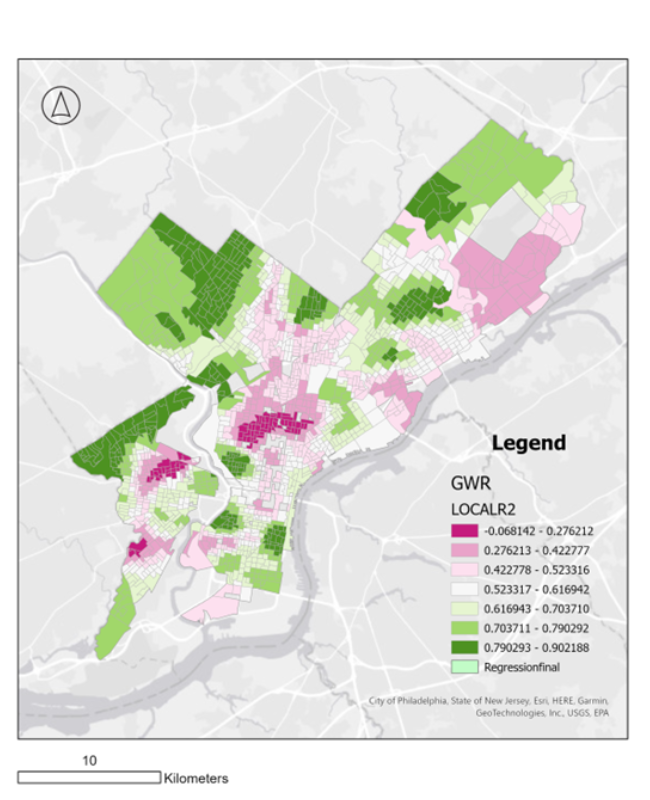 Legend
GWR
LOCALR2
-0.068142 - 0.276212
0.276213 - 0.422777
0.422778 - 0.523316
0.523317 - 0.616942
0.616943 - 0.703710
0.703711 - 0.790292
0.790293 - 0.902188
Regressionfinal
City of Philadelphia, State of New Jersey, Esri, HERE, Garmin,
GeoTechnologies, Inc., USGS, EPA
10
Kilometers